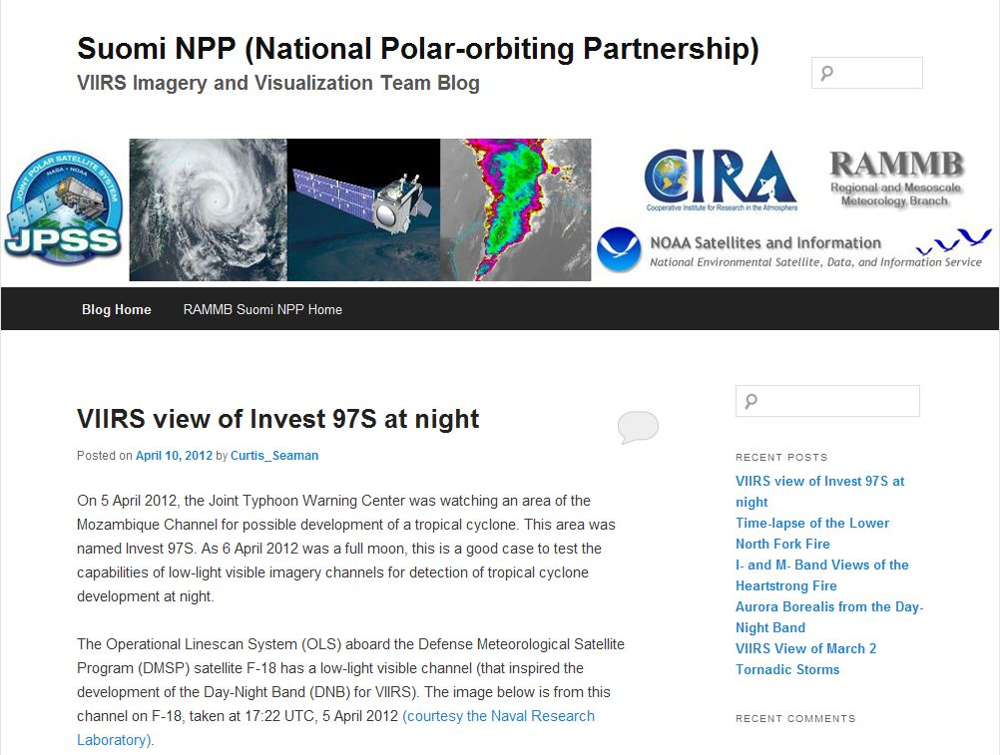 Suomi NPP (National Polar-orbiting Partnership)
VIIRS Imagery and Visualization Team Blog
JOINT POLAR SATELLITE SYSTEM
NASA • NOAA
JPSS
CIRA
Cooperative Institute for Research in the Atmosphere
RAMMB
Regional and Mesoscale
Meteorology Branch
NOAA Satellites and Information
National Environmental Satellite, Data, and Information Service
Blog Home RAMMB Suomi NPP Home
VIIRS view of Invest 97S at night
Posted on April 10, 2012 by Curtis_Seaman
On 5 April 2012, the Joint Typhoon Warning Center was watching an area of the
Mozambique Channel for possible development of a tropical cyclone. This area was
named Invest 97S. As 6 April 2012 was a full moon, this is a good case to test the
capabilities of low-light visible imagery channels for detection of tropical cyclone
development at night.
The Operational Linescan System (OLS) aboard the Defense Meteorological Satellite
Program (DMSP) satellite F-18 has a low-light visible channel (that inspired the
development of the Day-Night Band (DNB) for VIIRS). The image below is from this
channel on F-18, taken at 17:22 UTC, 5 April 2012 (courtesy the Naval Research
Laboratory).
RECENT POSTS
VIIRS view of Invest 97S at
night
Time-lapse of the Lower
North Fork Fire
I- and M- Band Views of the
Heartstrong Fire
Aurora Borealis from the Day-
Night Band
VIIRS View of March 2
Tornadic Storms
RECENT COMMENTS